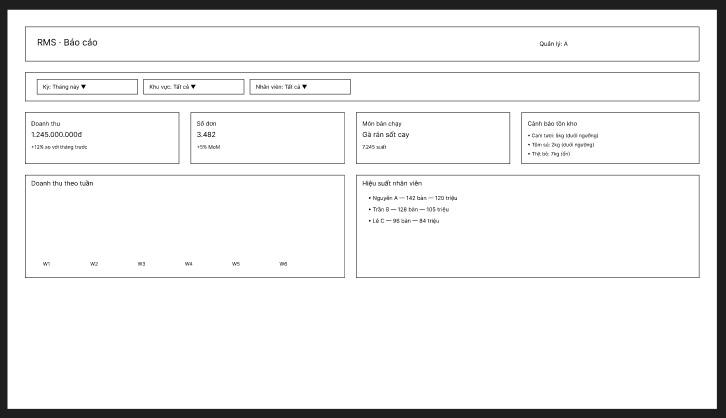 RMS · Báo cáo
Quản lý: A
Kỳ: Tháng này ▼
Khu vực: Tất cả ▼
Nhân viên: Tất cả ▼
Doanh thu
1.245.000.000đ
+12% so với tháng trước
Số đơn
3.482
+5% MoM
Món bán chạy
Gà rán sốt cay
7.245 suất
Cảnh báo tồn kho
• Cam tươi: 5kg (dưới ngưỡng)
• Tôm sú: 2kg (dưới ngưỡng)
• Thịt bò: 7kg (ổn)
Doanh thu theo tuần
W1 W2 W3 W4 W5 W6
Hiệu suất nhân viên
• Nguyễn A — 142 bàn — 120 triệu
• Trần B — 128 bàn — 105 triệu
• Lê C — 96 bàn — 84 triệu